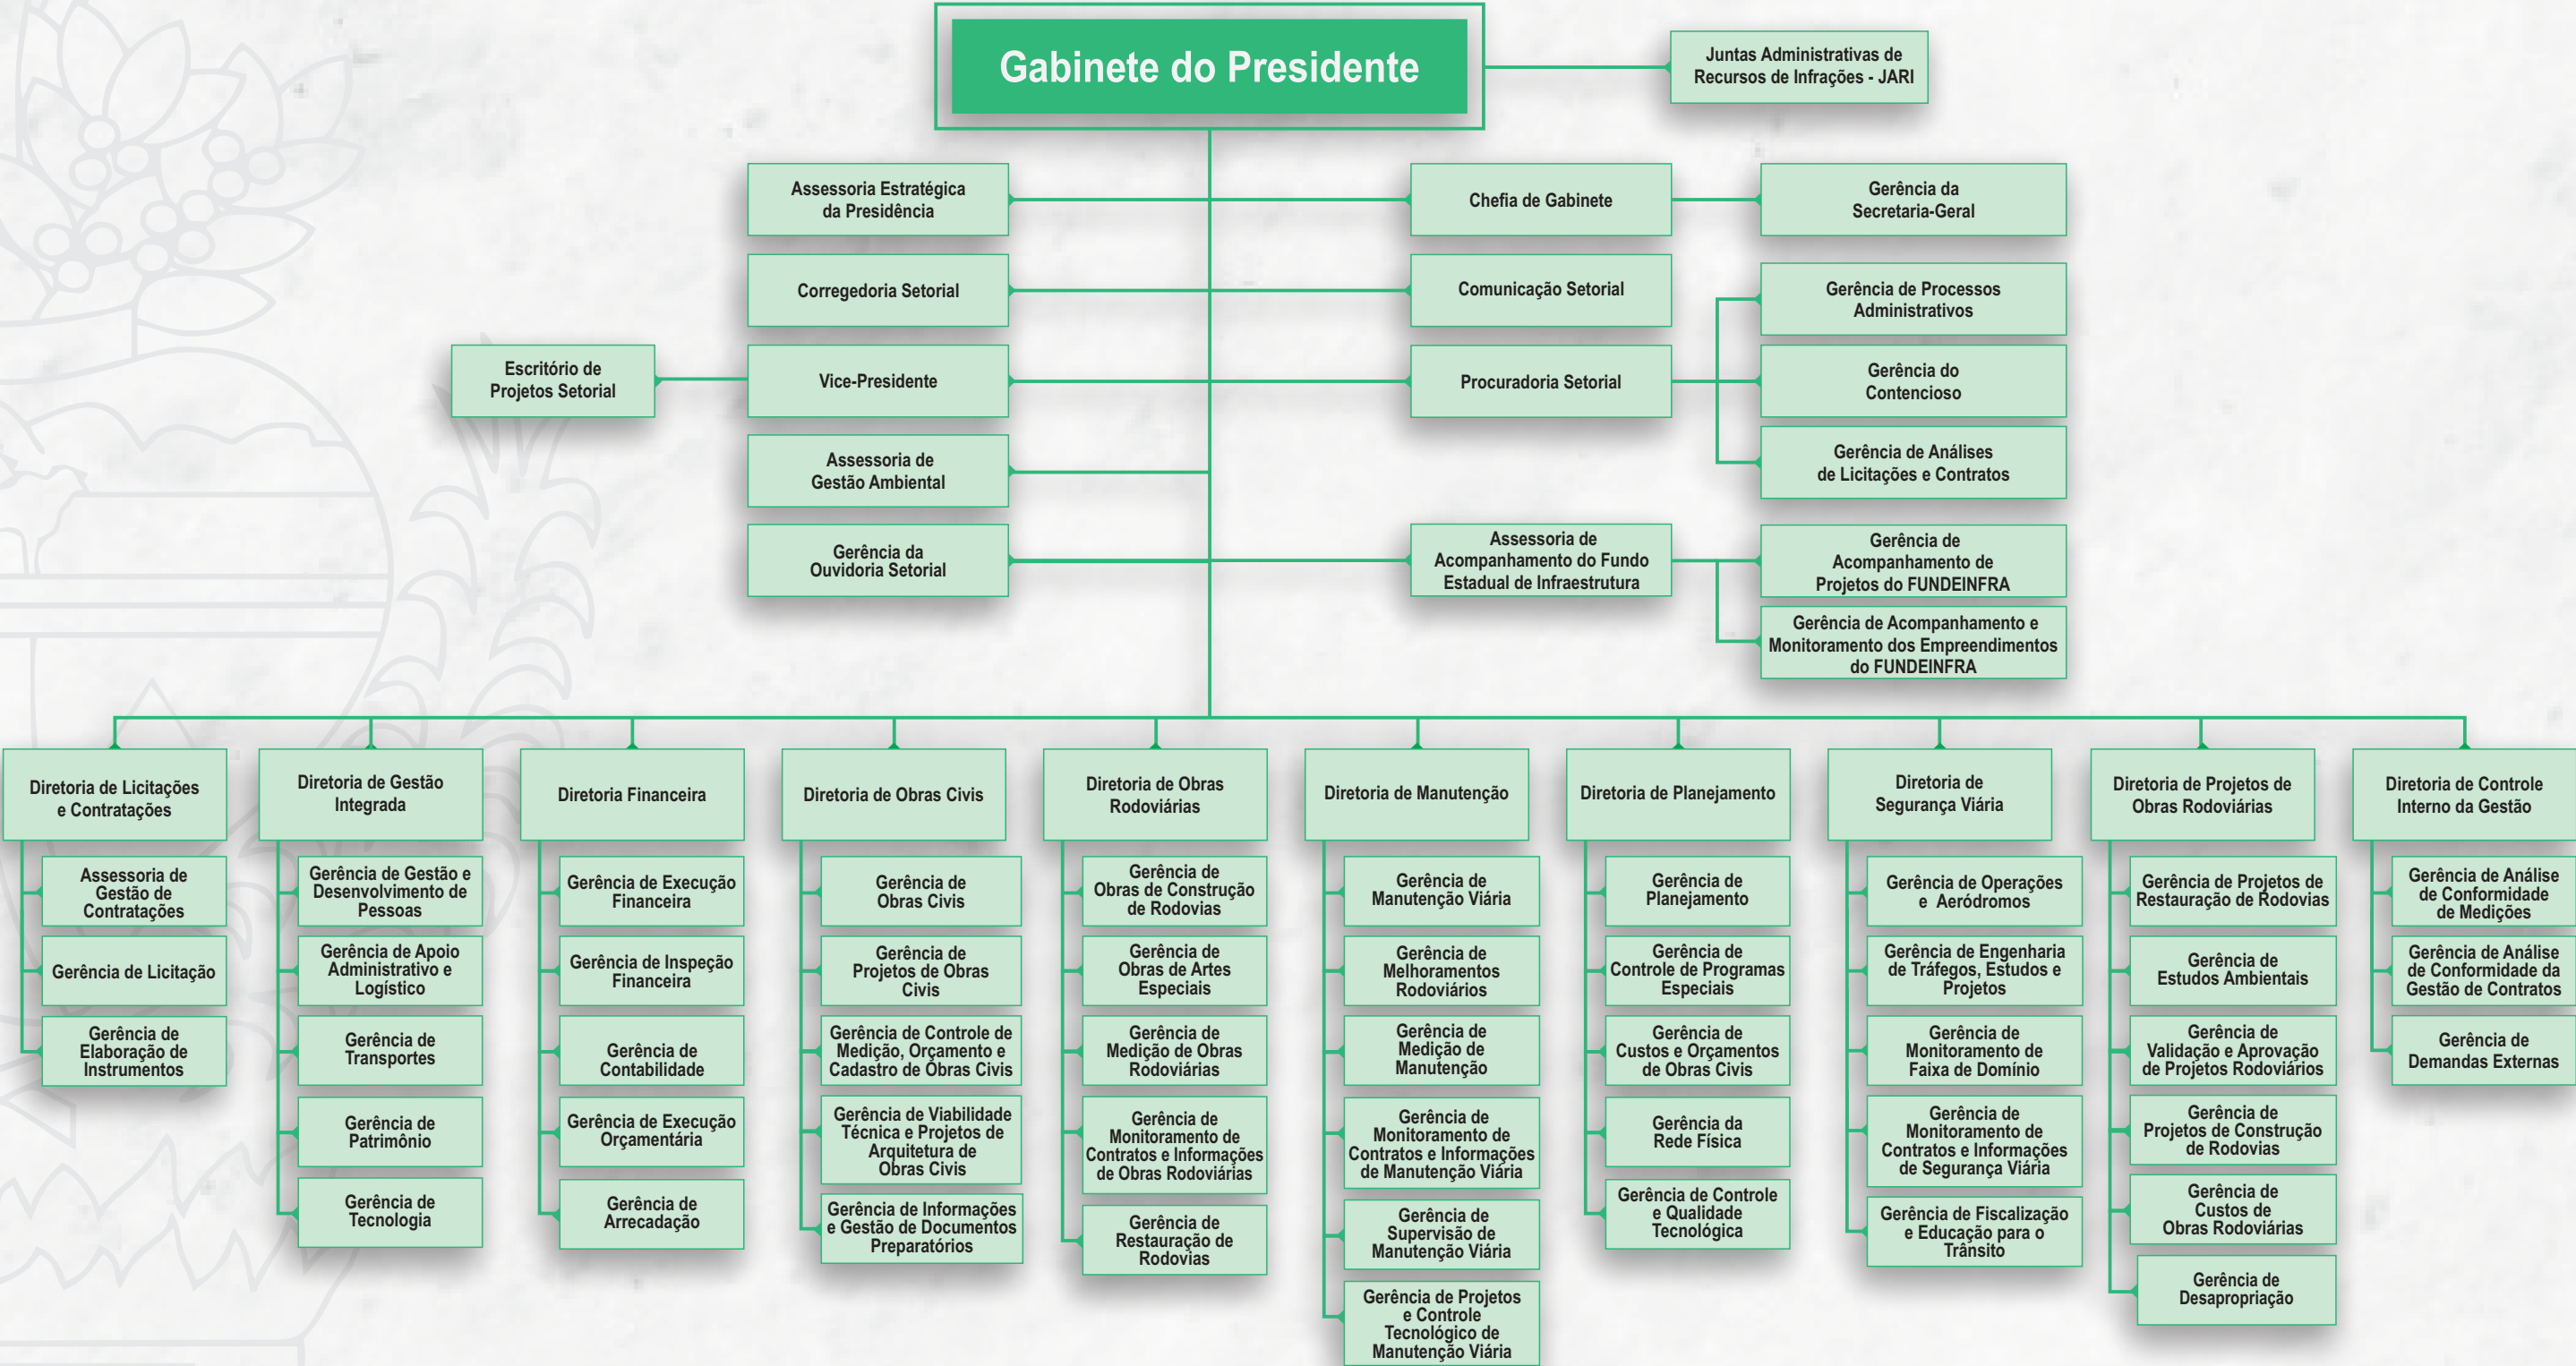 Gabinete do Presidente
Juntas Administrativas de
Recursos de Infrações - JARI
Assessoria Estratégica
da Presidência
Chefia de Gabinete
Gerência da
Secretaria-Geral
Corregedoria Setorial
Comunicação Setorial
Gerência de Processos
Administrativos
Escritório de
Projetos Setorial
Vice-Presidente
Procuradoria Setorial
Gerência do
Contencioso
Assessoria de
Gestão Ambiental
Gerência de Análises
de Licitações e Contratos
Gerência da
Ouvidoria Setorial
Assessoria de
Acompanhamento do Fundo
Estadual de Infraestrutura
Gerência de
Acompanhamento de
Projetos do FUNDEINFRA
Gerência de Acompanhamento e
Monitoramento dos Empreendimentos
do FUNDEINFRA
Diretoria de Licitações
e Contratações
Assessoria de
Gestão de
Contratações
Gerência de Licitação
Gerência de
Elaboração de
Instrumentos
Diretoria de Gestão
Integrada
Gerência de Gestão e
Desenvolvimento de
Pessoas
Gerência de Apoio
Administrativo e
Logístico
Gerência de
Transportes
Gerência de
Patrimônio
Gerência de
Tecnologia
Diretoria Financeira
Gerência de Execução
Financeira
Gerência de Inspeção
Financeira
Gerência de
Contabilidade
Gerência de Execução
Orçamentária
Gerência de
Arrecadação
Diretoria de Obras Civis
Gerência de
Obras Civis
Gerência de
Projetos de Obras
Civis
Gerência de Controle de
Medição, Orçamento e
Cadastro de Obras Civis
Gerência de Viabilidade
Técnica e Projetos de
Arquitetura de
Obras Civis
Gerência de Informações
e Gestão de Documentos
Preparatórios
Diretoria de Obras
Rodoviárias
Gerência de
Obras de Construção
de Rodovias
Gerência de
Obras de Artes
Especiais
Gerência de
Medição de Obras
Rodoviárias
Gerência de
Monitoramento de
Contratos e Informações
de Obras Rodoviárias
Gerência de
Restauração de
Rodovias
Diretoria de Manutenção
Gerência de
Manutenção Viária
Gerência de
Melhoramentos
Rodoviários
Gerência de
Medição de
Manutenção
Gerência de
Monitoramento de
Contratos e Informações
de Manutenção Viária
Gerência de
Supervisão de
Manutenção Viária
Gerência de Projetos
e Controle
Tecnológico de
Manutenção Viária
Diretoria de Planejamento
Gerência de
Planejamento
Gerência de
Controle de Programas
Especiais
Gerência de
Custos e Orçamentos
de Obras Civis
Gerência da
Rede Física
Gerência de Controle
e Qualidade
Tecnológica
Diretoria de
Segurança Viária
Gerência de Operações
e Aeródromos
Gerência de Engenharia
de Tráfegos, Estudos e
Projetos
Gerência de
Monitoramento de
Faixa de Domínio
Gerência de
Monitoramento de
Contratos e Informações
de Segurança Viária
Gerência de Fiscalização
e Educação para o
Trânsito
Diretoria de Projetos de
Obras Rodoviárias
Gerência de Projetos de
Restauração de Rodovias
Gerência de
Estudos Ambientais
Gerência de
Validação e Aprovação
de Projetos Rodoviários
Gerência de
Projetos de Construção
de Rodovias
Gerência de
Custos de
Obras Rodoviárias
Gerência de
Desapropriação
Diretoria de Controle
Interno da Gestão
Gerência de Análise
de Conformidade
de Medições
Gerência de Análise
de Conformidade da
Gestão de Contratos
Gerência de
Demandas Externas